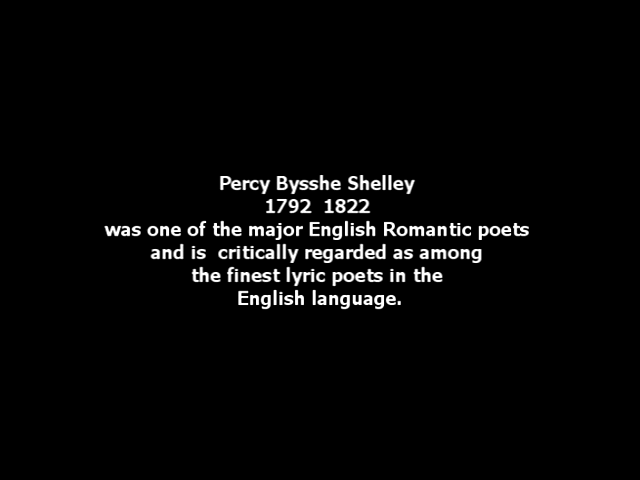 Percy Bysshe Shelley
1792  1822
was one of the major English Romantic poets
and is  critically regarded as among
the finest lyric poets in the
English language.